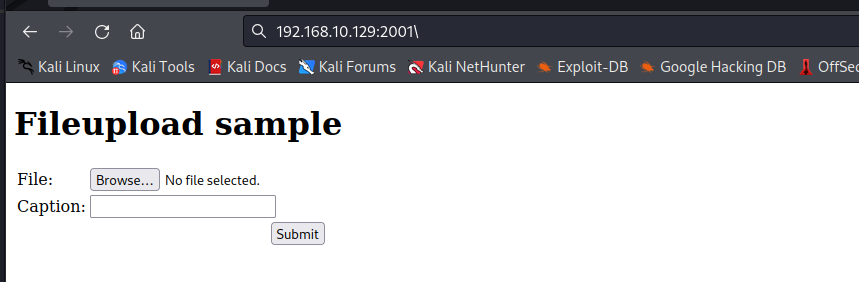 192.168.10.129:2001\
Kali Linux Kali Tools Kali Docs Kali Forums Kali NetHunter Exploit-DB Google Hacking DB OffSec
Fileupload sample
File: Browse... No file selected.
Caption:
Submit